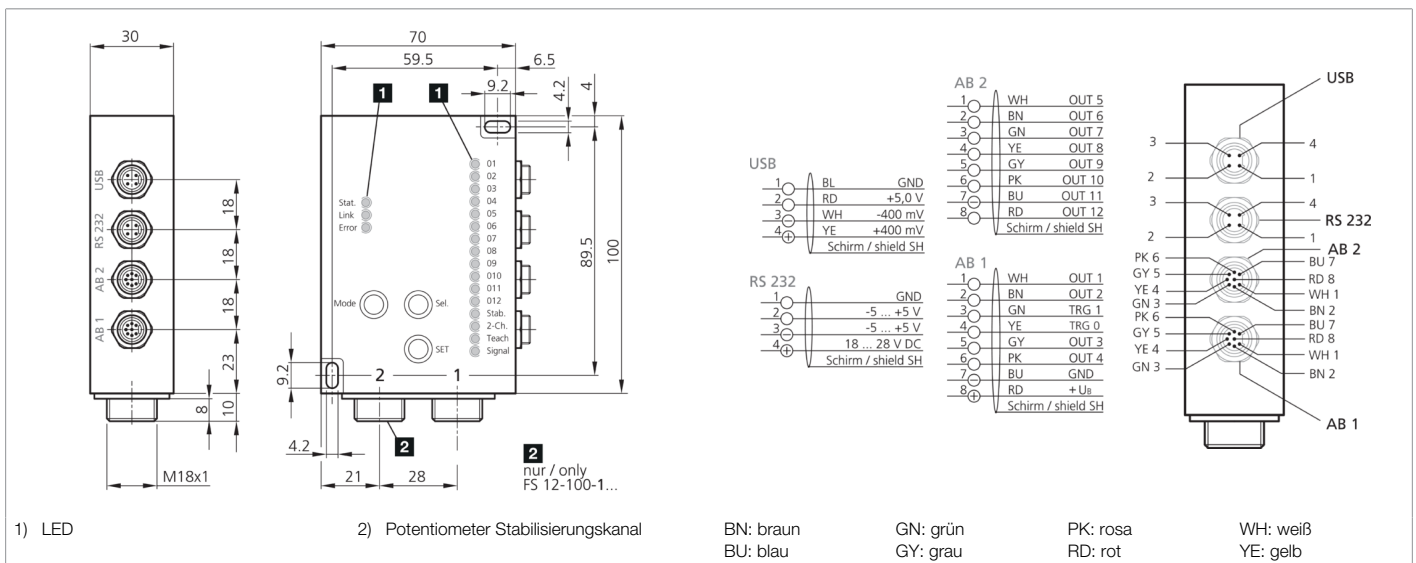 30
USB
RS 232
AB 2
AB 1
18
18
18
23
8
10
M18x1
70
59.5
6.5
9.2
4.2
4
1
1
Stat.
Link
Error
01
02
03
04
05
06
07
08
09
010
011
012
Stab.
2-Ch.
Teach
Signal
Mode
Sel.
SET
89.5
100
9.2
2
1
4.2
21
28
2
2
nur / only
FS 12-100-1...
USB
1 BL GND
2 RD +5,0 V
3 WH -400 mV
4 YE +400 mV
Schirm / shield SH
RS 232
1 GND
2 -5 ... +5 V
3 -5 ... +5 V
4 18 ... 28 V DC
Schirm / shield SH
AB 2
1 WH OUT 5
2 BN OUT 6
3 GN OUT 7
4 YE OUT 8
5 GY OUT 9
6 PK OUT 10
7 BU OUT 11
8 RD OUT 12
Schirm / shield SH
AB 1
1 WH OUT 1
2 BN OUT 2
3 GN TRG 1
4 YE TRG 0
5 GY OUT 3
6 PK OUT 4
7 BU GND
8 RD + UB
Schirm / shield SH
USB
3 4
2 1
3 4
RS 232
2 1
AB 2
PK 6 BU 7
GY 5 RD 8
YE 4 WH 1
GN 3 BN 2
PK 6 BU 7
GY 5 RD 8
YE 4 WH 1
GN 3 BN 2
AB 1
1) LED
2) Potentiometer Stabilisierungskanal
BN: braun GN: grün PK: rosa WH: weiß
BU: blau GY: grau RD: rot YE: gelb